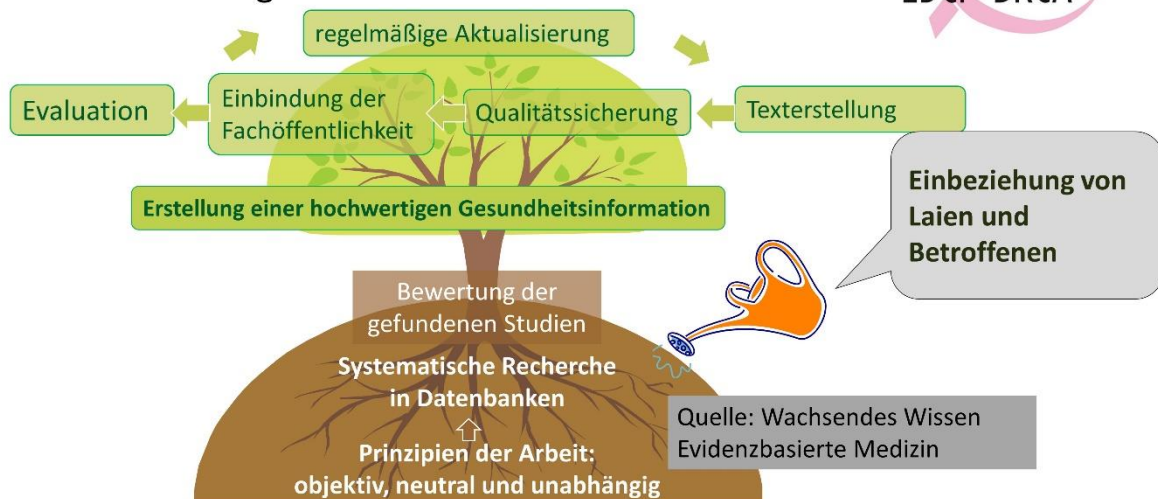 regelmäßige Aktualisierung
Evaluation
Einbindung der
Fachöffentlichkeit
Qualitätssicherung
Texterstellung
Erstellung einer hochwertigen Gesundheitsinformation
Einbeziehung von
Laien und
Betroffenen
Bewertung der
gefundenen Studien
Systematische Recherche
in Datenbanken
Quelle: Wachsendes Wissen
Evidenzbasierte Medizin
Prinzipien der Arbeit:
objektiv, neutral und unabhängig